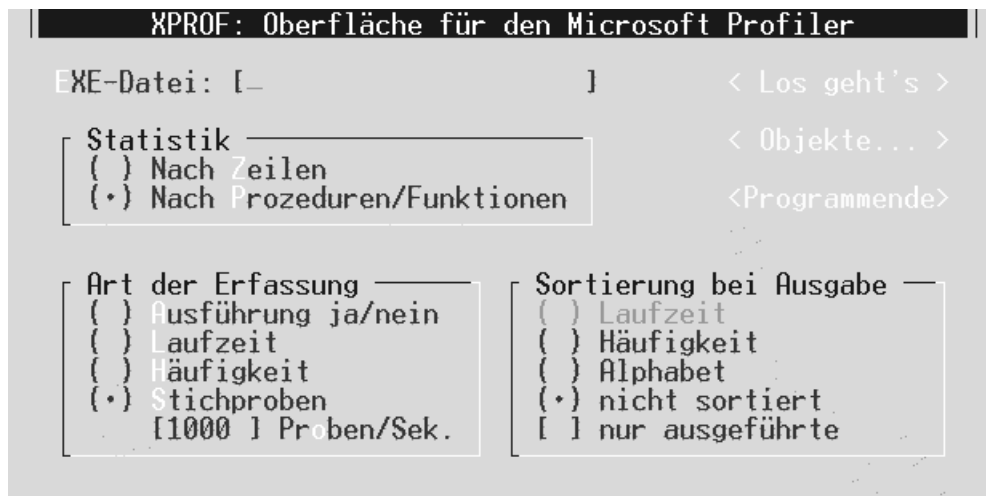 XPROF: Oberfläche für den Microsoft Profiler
EXE-Datei: [_ ] < Los geht's >
Statistik
( ) Nach Zeilen
(•) Nach Prozeduren/Funktionen
< Objekte... >
<Programmende>
Art der Erfassung
( ) Ausführung ja/nein
( ) Laufzeit
( ) Häufigkeit
(•) Stichproben
[1000 ] Proben/Sek.
Sortierung bei Ausgabe
( ) Laufzeit
( ) Häufigkeit
( ) Alphabet
(•) nicht sortiert
[ ] nur ausgeführte